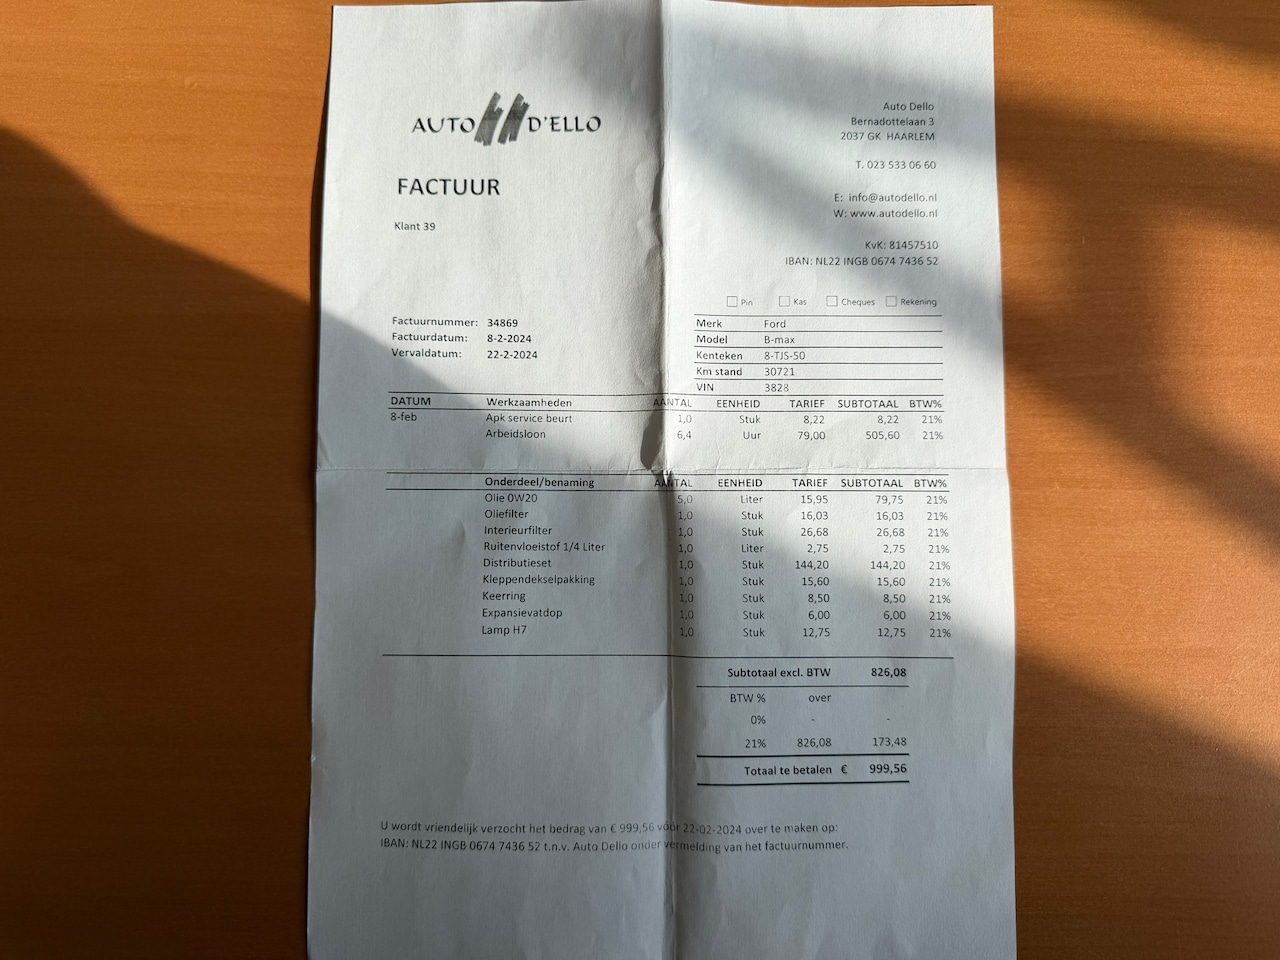 AUTO D'ELLO
FACTUUR
Klant 39
Auto Dello
Bernadottelaan 3
2037 GK HAARLEM
T. 023 533 06 60
E: info@autodello.nl
W: www.autodello.nl
KvK: 81457510
IBAN: NL22 INGB 0674 7436 52
Pin Kas Cheques Rekening
Factuurnummer: 34869
Factuurdatum: 8-2-2024
Vervaldatum: 22-2-2024
Merk Ford
Model B-max
Kenteken 8-TJS-50
Km stand 30721
VIN 3828
DATUM Werkzaamheden AANTAL EENHEID TARIEF SUBTOTAAL BTW%
8-feb Apk service beurt 1,0 Stuk 8,22 8,22 21%
Arbeidsloon 6,4 Uur 79,00 505,60 21%
Onderdeel/benaming AANTAL EENHEID TARIEF SUBTOTAAL BTW%
Olie 0W20 5,0 Liter 15,95 79,75 21%
Oliefilter 1,0 Stuk 16,03 16,03 21%
Interieurfilter 1,0 Stuk 26,68 26,68 21%
Ruitenvloeistof 1/4 Liter 1,0 Liter 2,75 2,75 21%
Distributieset 1,0 Stuk 144,20 144,20 21%
Kleppendekselpakking 1,0 Stuk 15,60 15,60 21%
Keerring 1,0 Stuk 8,50 8,50 21%
Expansievatdop 1,0 Stuk 6,00 6,00 21%
Lamp H7 1,0 Stuk 12,75 12,75 21%
Subtotaal excl. BTW 826,08
BTW % over
0% - -
21% 826,08 173,48
Totaal te betalen € 999,56
U wordt vriendelijk verzocht het bedrag van € 999,56 vóór 22-02-2024 over te maken op:
IBAN: NL22 INGB 0674 7436 52 t.n.v. Auto Dello onder vermelding van het factuurnummer.